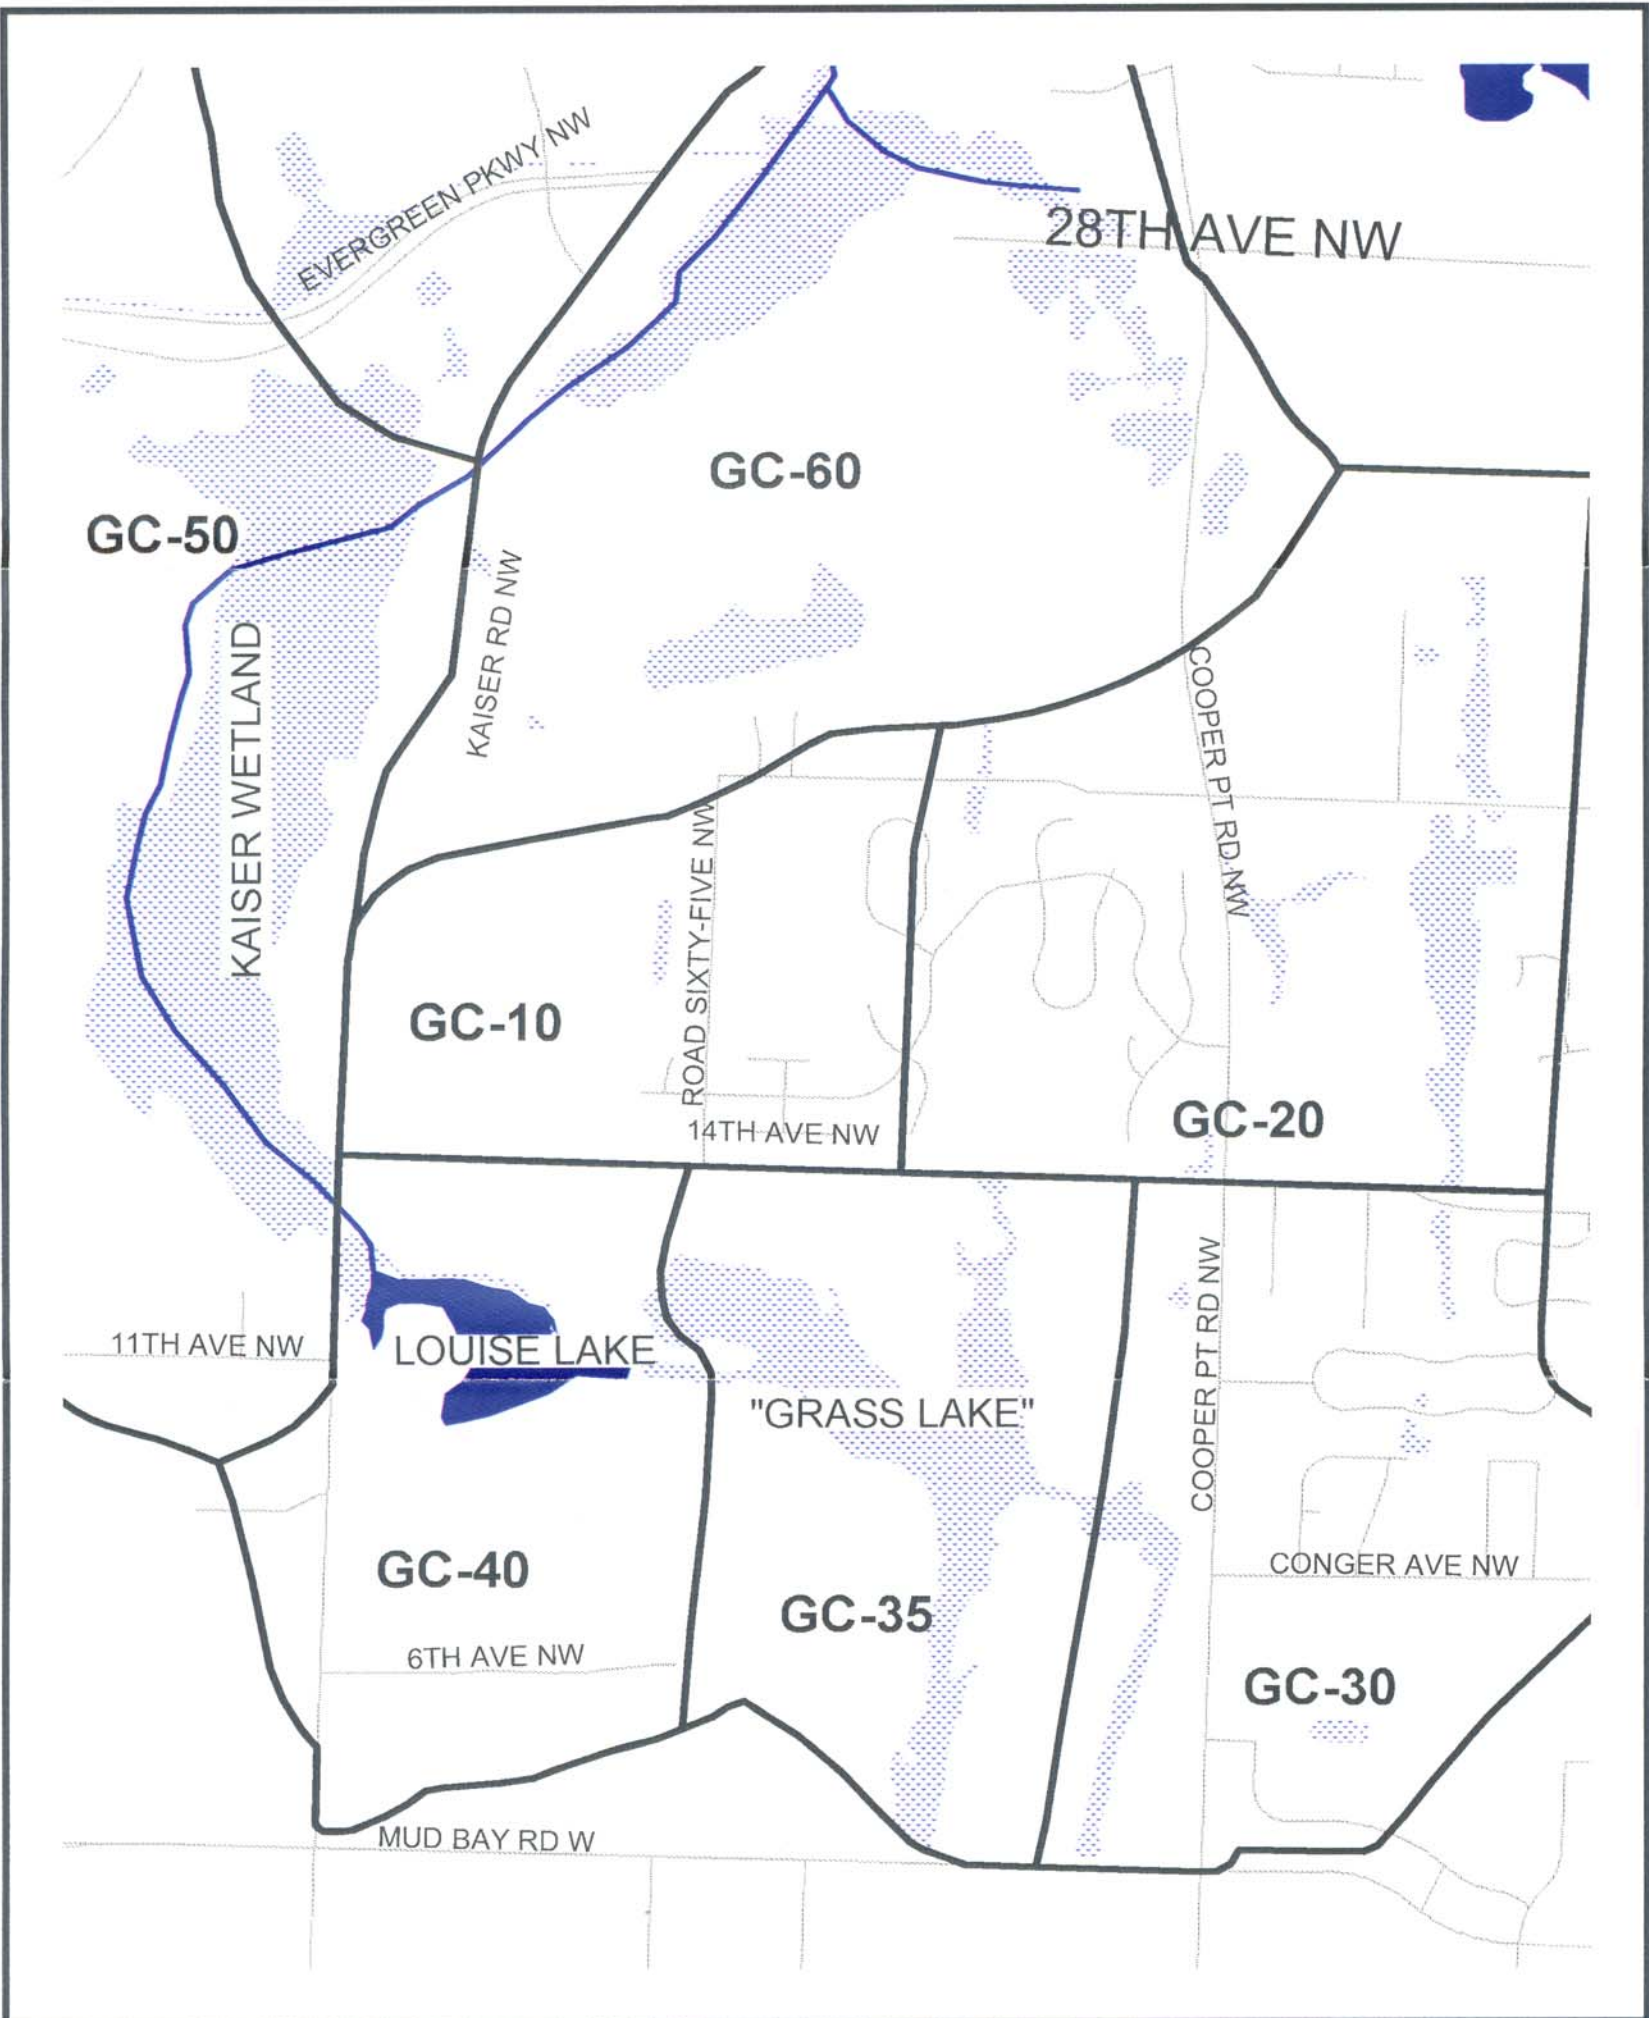 EVERGREEN PKWY NW
28TH AVE NW
GC-60
GC-50
KAISER RD NW
KAISER WETLAND
COOPER PT RD NW
ROAD SIXTY-FIVE NW
GC-10
GC-20
14TH AVE NW
COOPER PT RD NW
11TH AVE NW
LOUISE LAKE
"GRASS LAKE"
CONGER AVE NW
GC-40
GC-35
6TH AVE NW
GC-30
MUD BAY RD W